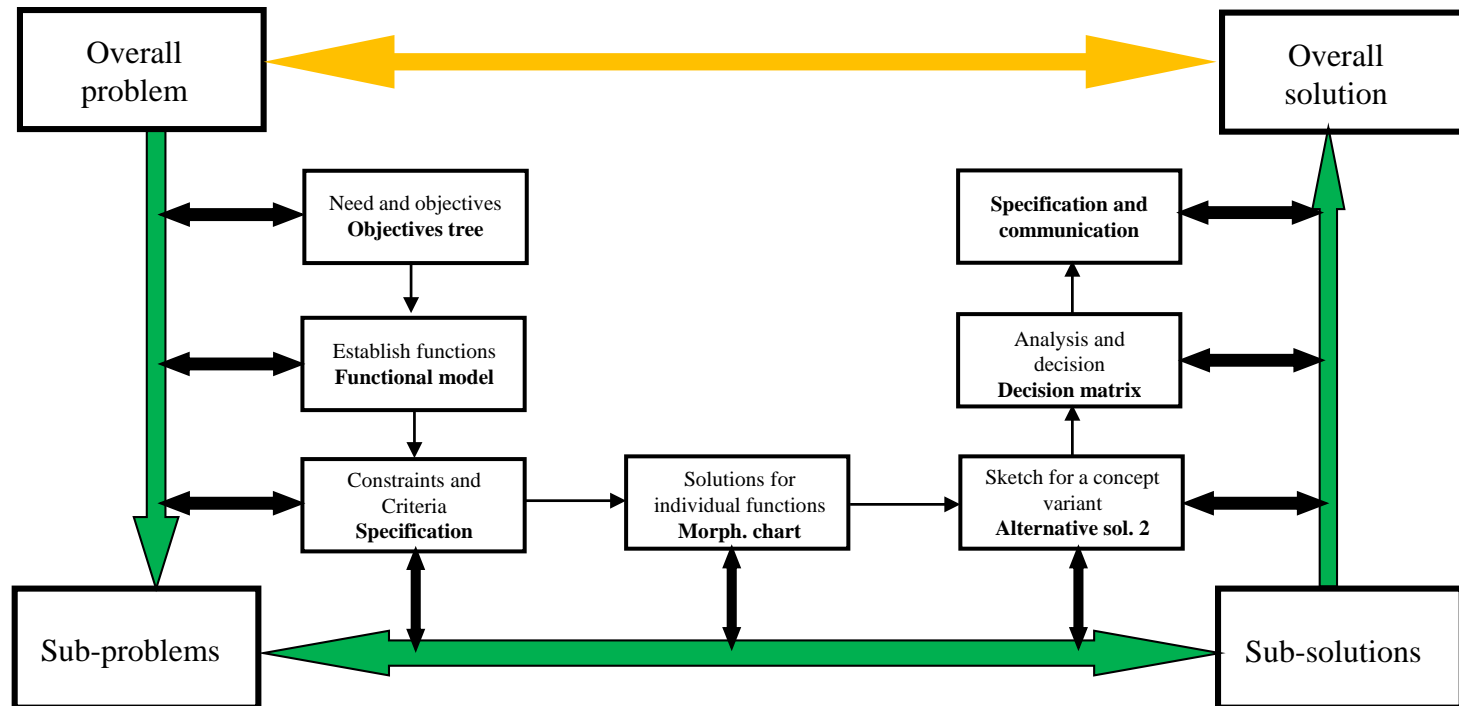 Overall
problem
Overall
solution
Need and objectives
Objectives tree
Specification and
communication
Establish functions
Functional model
Analysis and
decision
Decision matrix
Constraints and
Criteria
Specification
Solutions for
individual functions
Morph. chart
Sketch for a concept
variant
Alternative sol. 2
Sub-problems
Sub-solutions